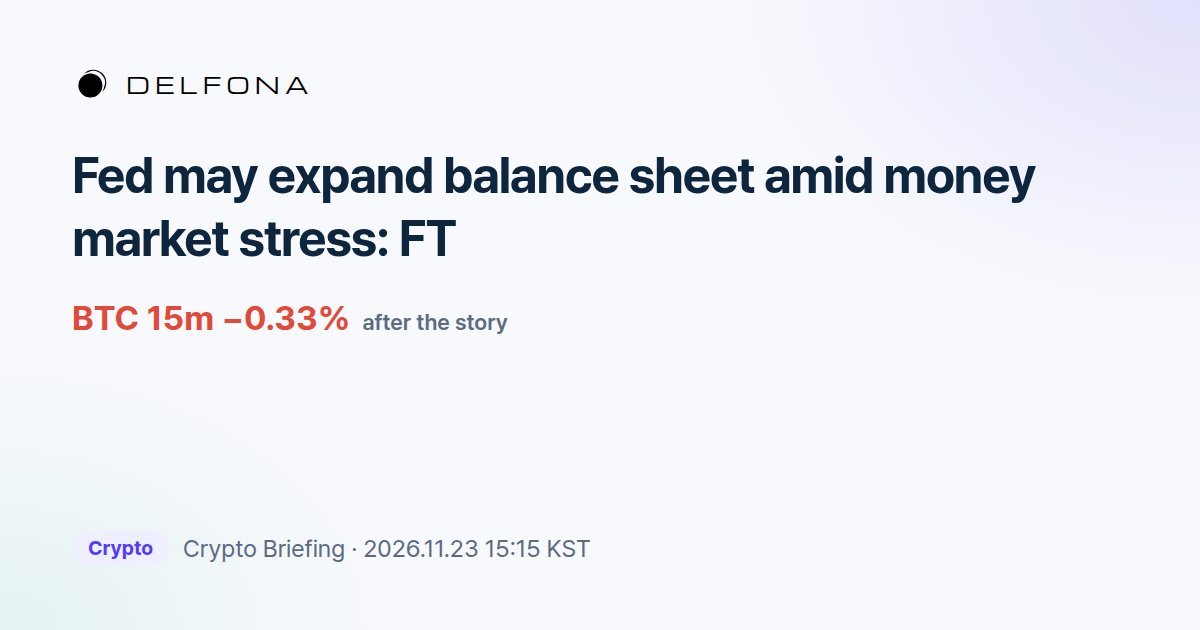 DELFONA
Fed may expand balance sheet amid money
market stress: FT
BTC 15m −0.33% after the story
Crypto Crypto Briefing · 2026.11.23 15:15 KST